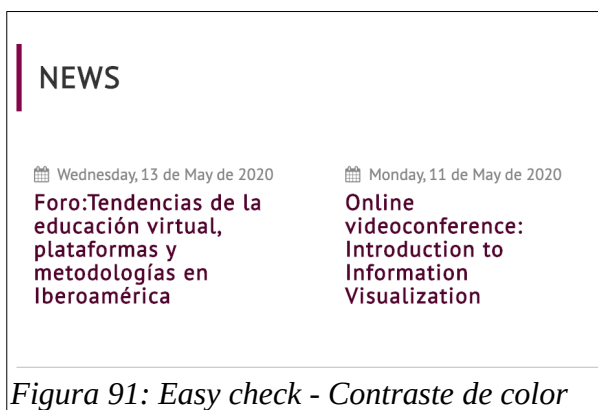 NEWS
Wednesday, 13 de May de 2020
Foro:Tendencias de la
educación virtual,
plataformas y
metodologías en
Iberoamérica
Monday, 11 de May de 2020
Online
videoconference:
Introduction to
Information
Visualization
Figura 91: Easy check - Contraste de color